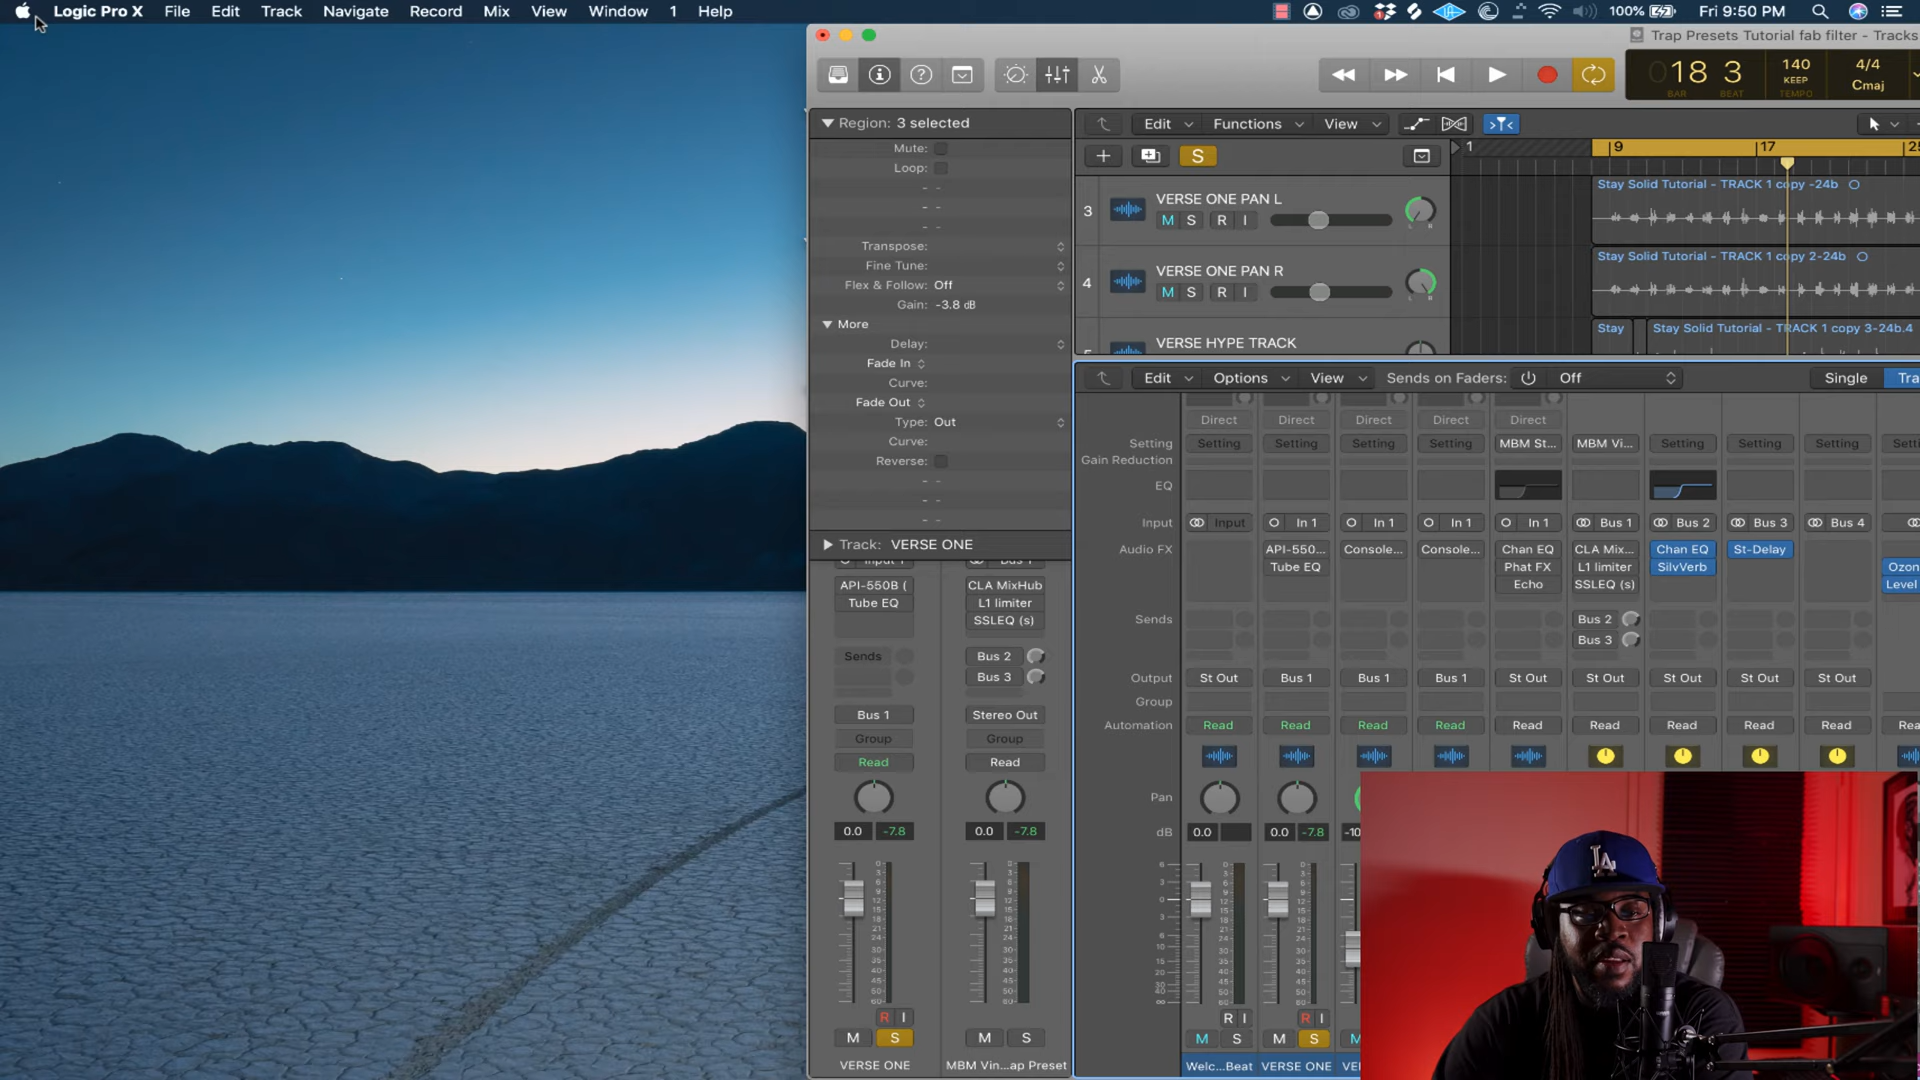 Logic Pro X File Edit Track Navigate Record Mix View Window 1 Help
100% Fri 9:50 PM
Trap Presets Tutorial fab filter - Tracks
18 3 140 KEEP 4/4 Cmaj
BAR BEAT TEMPO
Region: 3 selected
Mute:
Loop:
Transpose:
Fine Tune:
Flex & Follow: Off
Gain: -3.8 dB
More
Delay:
Fade In
Curve:
Fade Out
Type: Out
Curve:
Reverse:
Track: VERSE ONE
Edit Functions View
S
1 9 17 25
3 VERSE ONE PAN L
M S R I
Stay Solid Tutorial - TRACK 1 copy -24b
4 VERSE ONE PAN R
M S R I
Stay Solid Tutorial - TRACK 1 copy 2-24b
VERSE HYPE TRACK
Stay Stay Solid Tutorial - TRACK 1 copy 3-24b.4
Edit Options View Sends on Faders: Off Single Tra
Direct Direct Direct Direct Direct
Setting Setting Setting Setting Setting MBM St... MBM Vi... Setting Setting Setting Setti
Gain Reduction
EQ
Input Input In 1 In 1 In 1 In 1 Bus 1 Bus 2 Bus 3 Bus 4
Audio FX API-550... Console... Console... Chan EQ CLA Mix... Chan EQ St-Delay
Tube EQ Phat FX L1 limiter SilvVerb Ozon
Echo SSLEQ (s) Level
Sends Bus 2
Bus 3
Output St Out Bus 1 Bus 1 Bus 1 St Out St Out St Out St Out St Out
Group
Automation Read Read Read Read Read Read Read Read Read Rea
Pan
dB 0.0 0.0 -7.8 -10
R I R I
M S M S M
Welc...Beat VERSE ONE VE
API-550B ( CLA MixHub
Tube EQ L1 limiter
SSLEQ (s)
Sends Bus 2
Bus 3
Bus 1 Stereo Out
Group Group
Read Read
0.0 -7.8 0.0 -7.8
R I
M S M S
VERSE ONE MBM Vin...ap Preset
LA